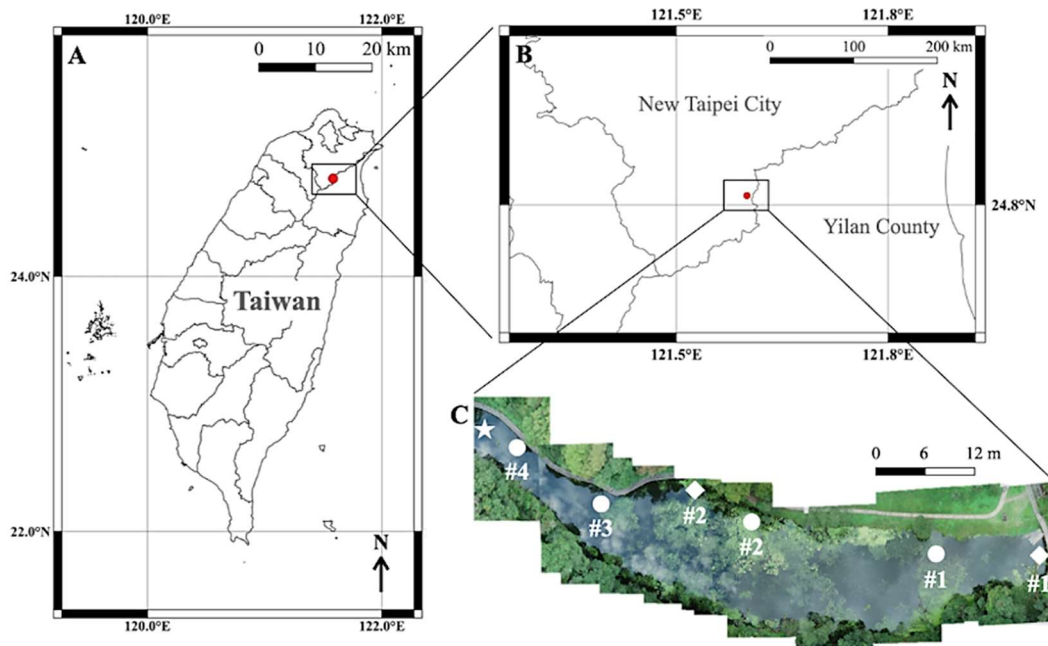 120.0°E
122.0°E
A
0 10 20 km
Taiwan
24.0°N
22.0°N
N
120.0°E
122.0°E
121.5°E
121.8°E
B
0 100 200 km
New Taipei City
N
24.8°N
Yilan County
121.5°E
121.8°E
C
0 6 12 m
#4
#3
#2
#2
#1
#1